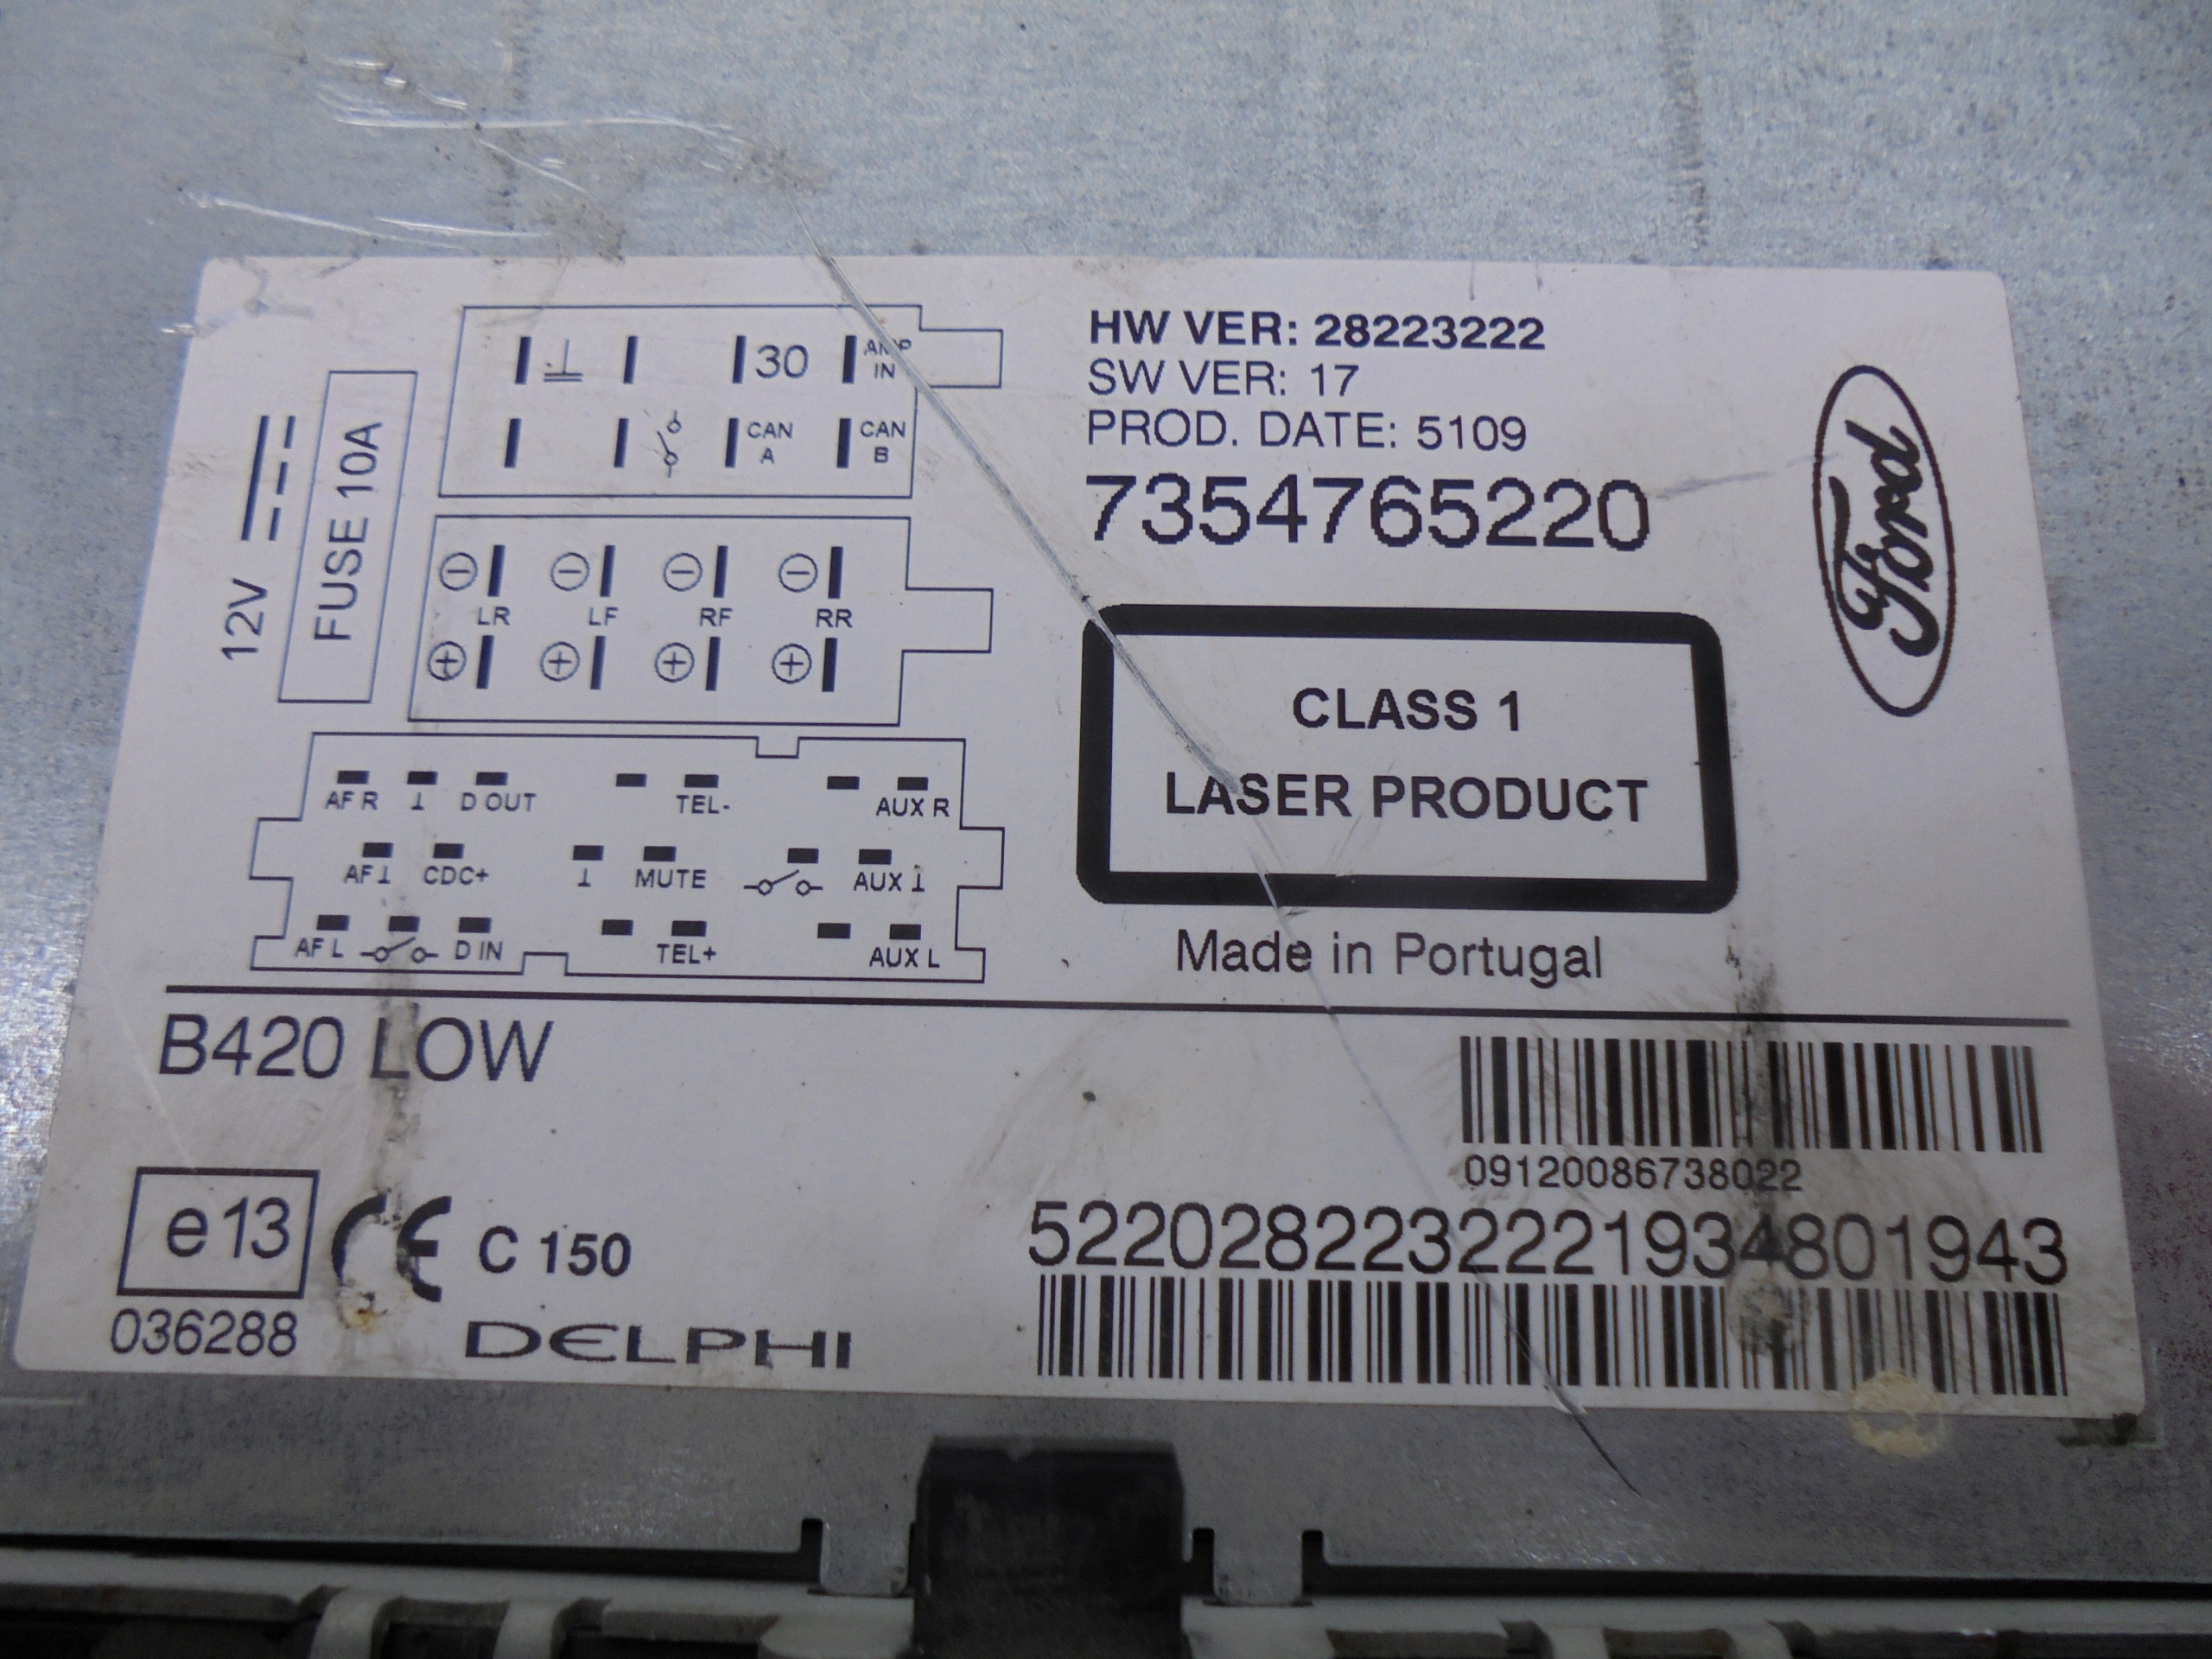 12V
FUSE 10A
30 AMP IN
CAN A CAN B
LR LF RF RR
AF R D OUT TEL- AUX R
AF CDC+ MUTE AUX
AF L D IN TEL+ AUX L
HW VER: 28223222
SW VER: 17
PROD. DATE: 5109
7354765220
Ford
CLASS 1
LASER PRODUCT
Made in Portugal
B420 LOW
09120086738022
e13 CE C 150
036288
DELPHI
5220282232221934801943